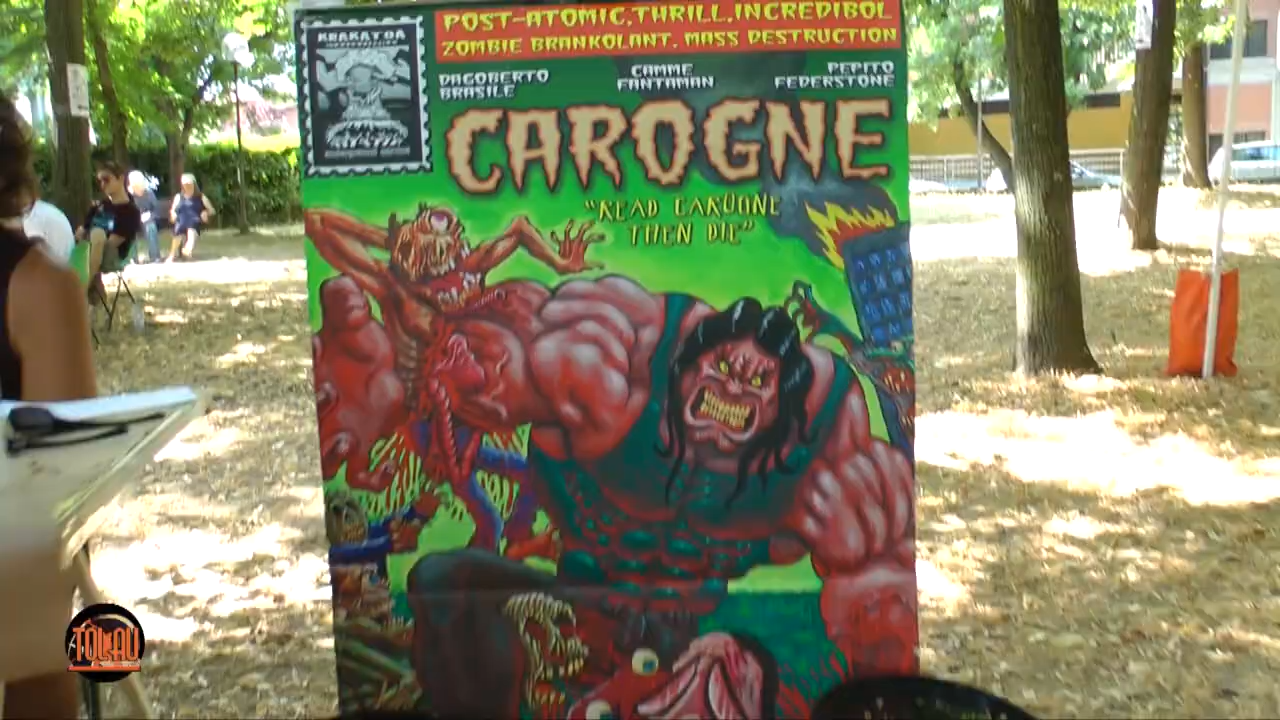 POST-ATOMIC,THRILL,INCREDIBOL
ZOMBIE BRANKOLANT. MASS DESTRUCTION
KRAKATOA
DAGOBERTO
BRASILE
CAMME
FANTAMAN
PEPITO
FEDERSTONE
CAROGNE
"READ CAROGNE
THEN DIE"